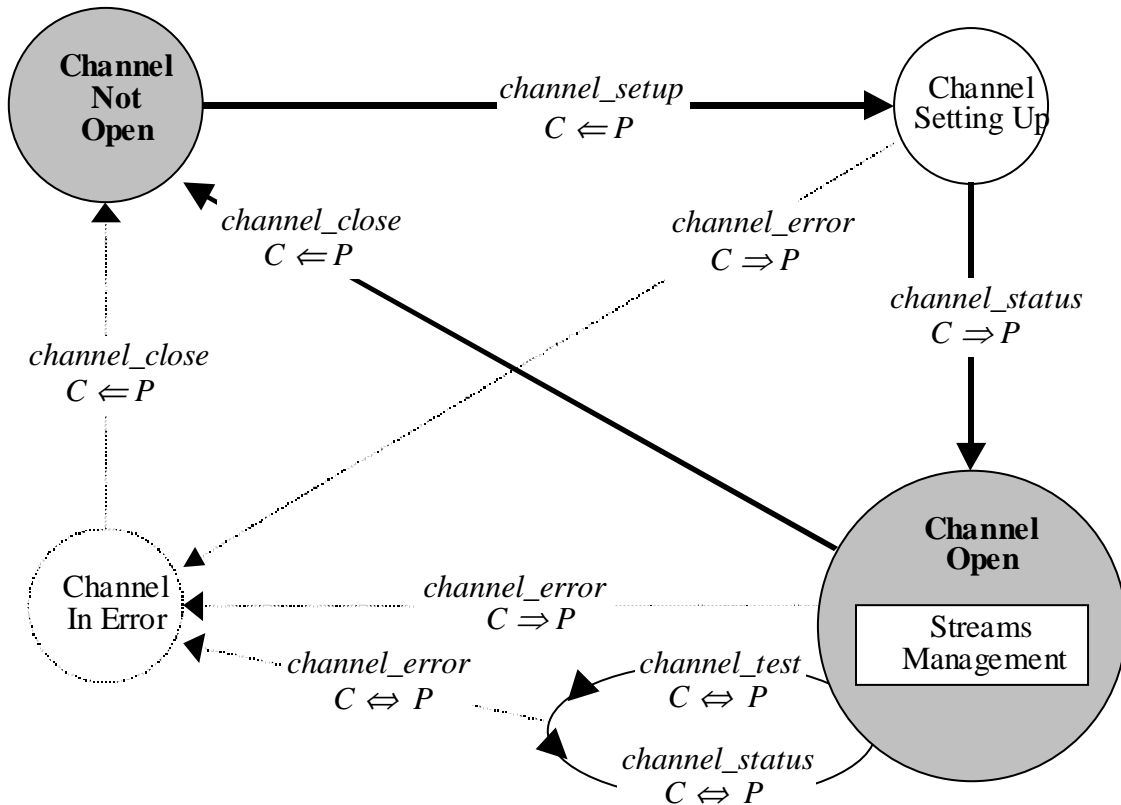 Channel
Not
Open
channel_setup
C ⇐ P
Channel
Setting Up
channel_close
C ⇐ P
channel_error
C ⇒ P
channel_status
C ⇒ P
channel_close
C ⇐ P
Channel
In Error
channel_error
C ⇒ P
channel_error
C ⇔ P
channel_test
C ⇔ P
channel_status
C ⇔ P
Channel
Open
Streams
Management